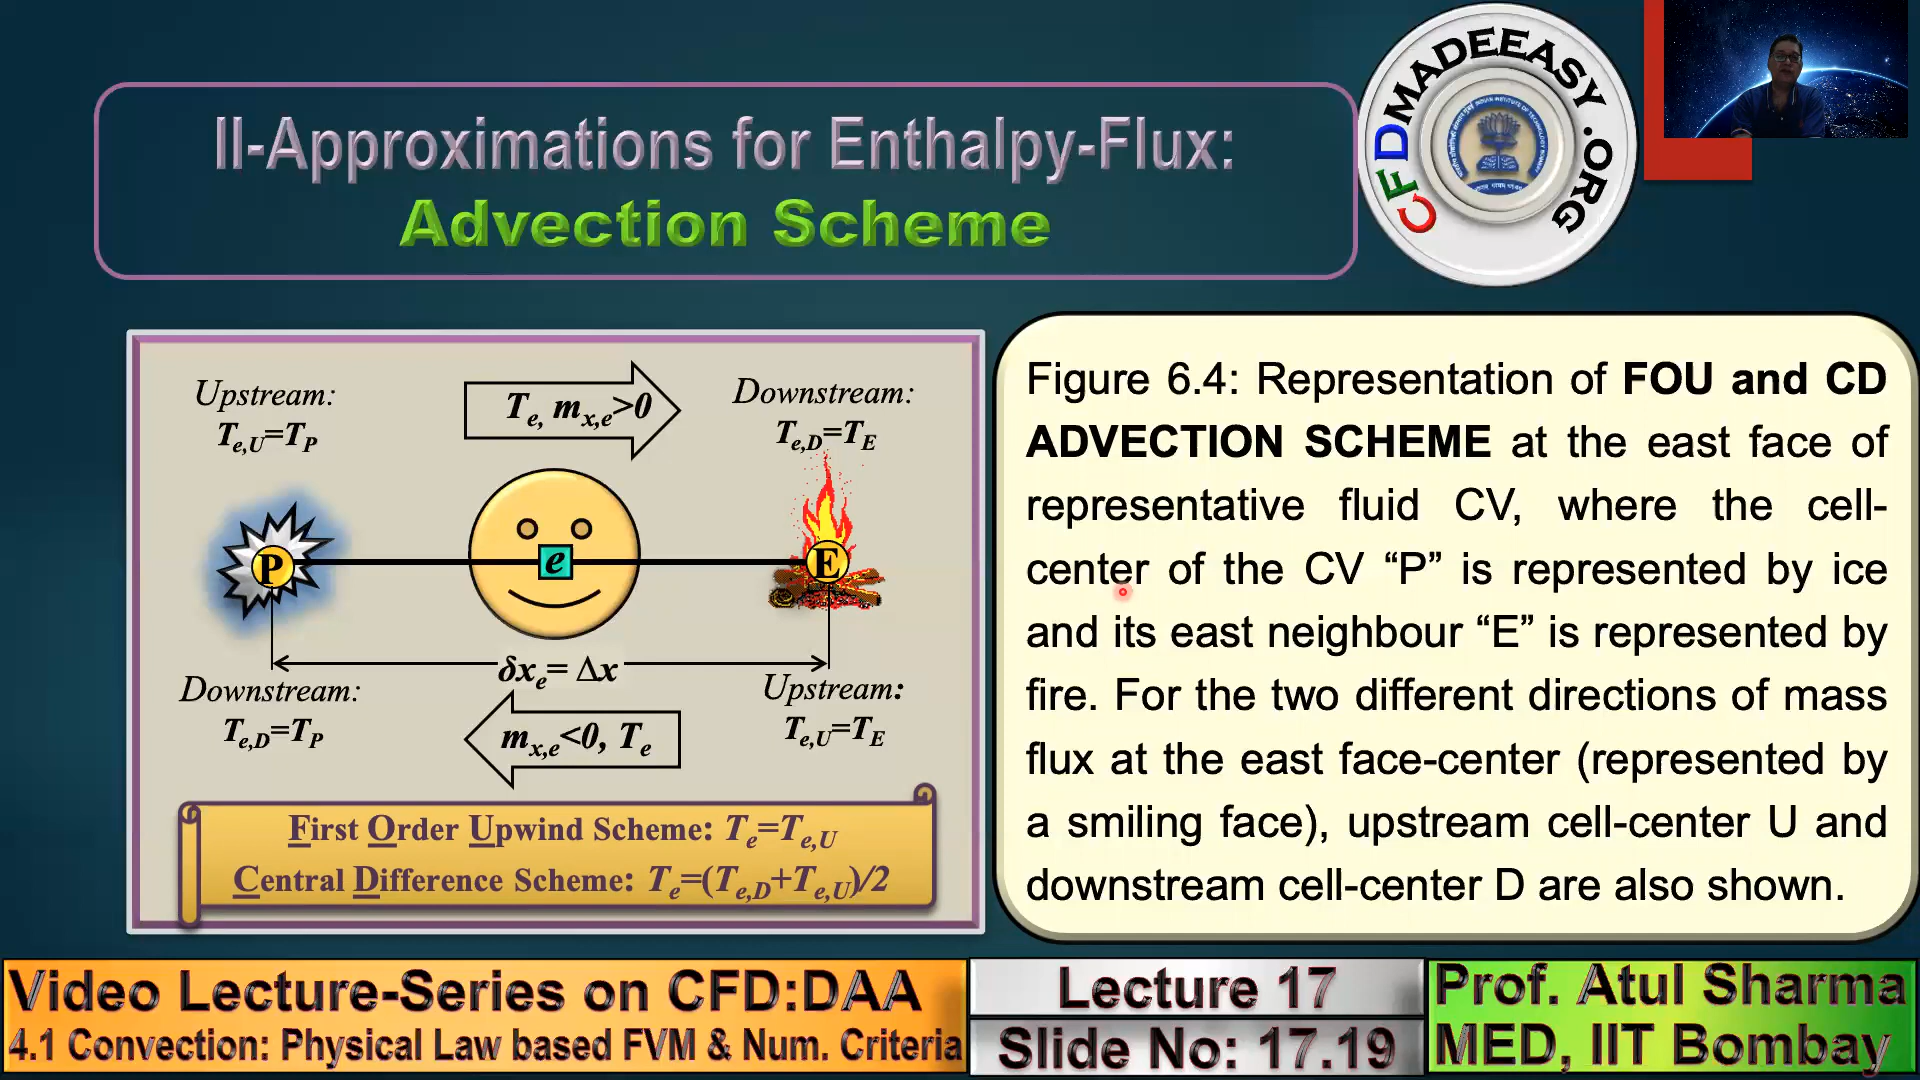 II-Approximations for Enthalpy-Flux:
Advection Scheme
CFDMADEEASY.ORG
Upstream:
Te,U=TP
Te, mx,e>0
Downstream:
Te,D=TE
P
e
E
δxe= Δx
Downstream:
Te,D=TP
mx,e<0, Te
Upstream:
Te,U=TE
First Order Upwind Scheme: Te=Te,U
Central Difference Scheme: Te=(Te,D+Te,U)/2
Figure 6.4: Representation of FOU and CD
ADVECTION SCHEME at the east face of
representative fluid CV, where the cell-
center of the CV “P” is represented by ice
and its east neighbour “E” is represented by
fire. For the two different directions of mass
flux at the east face-center (represented by
a smiling face), upstream cell-center U and
downstream cell-center D are also shown.
Video Lecture-Series on CFD:DAA
4.1 Convection: Physical Law based FVM & Num. Criteria
Lecture 17
Slide No: 17.19
Prof. Atul Sharma
MED, IIT Bombay